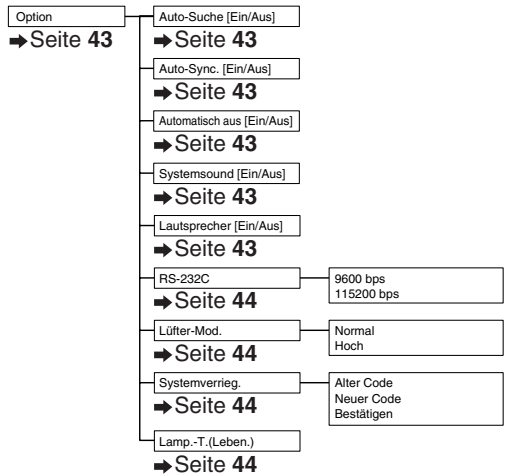 Option
➡Seite 43
Auto-Suche [Ein/Aus]
➡Seite 43
Auto-Sync. [Ein/Aus]
➡Seite 43
Automatisch aus [Ein/Aus]
➡Seite 43
Systemsound [Ein/Aus]
➡Seite 43
Lautsprecher [Ein/Aus]
➡Seite 43
RS-232C
➡Seite 44
9600 bps
115200 bps
Lüfter-Mod.
➡Seite 44
Normal
Hoch
Systemverrieg.
➡Seite 44
Alter Code
Neuer Code
Bestätigen
Lamp.-T.(Leben.)
➡Seite 44